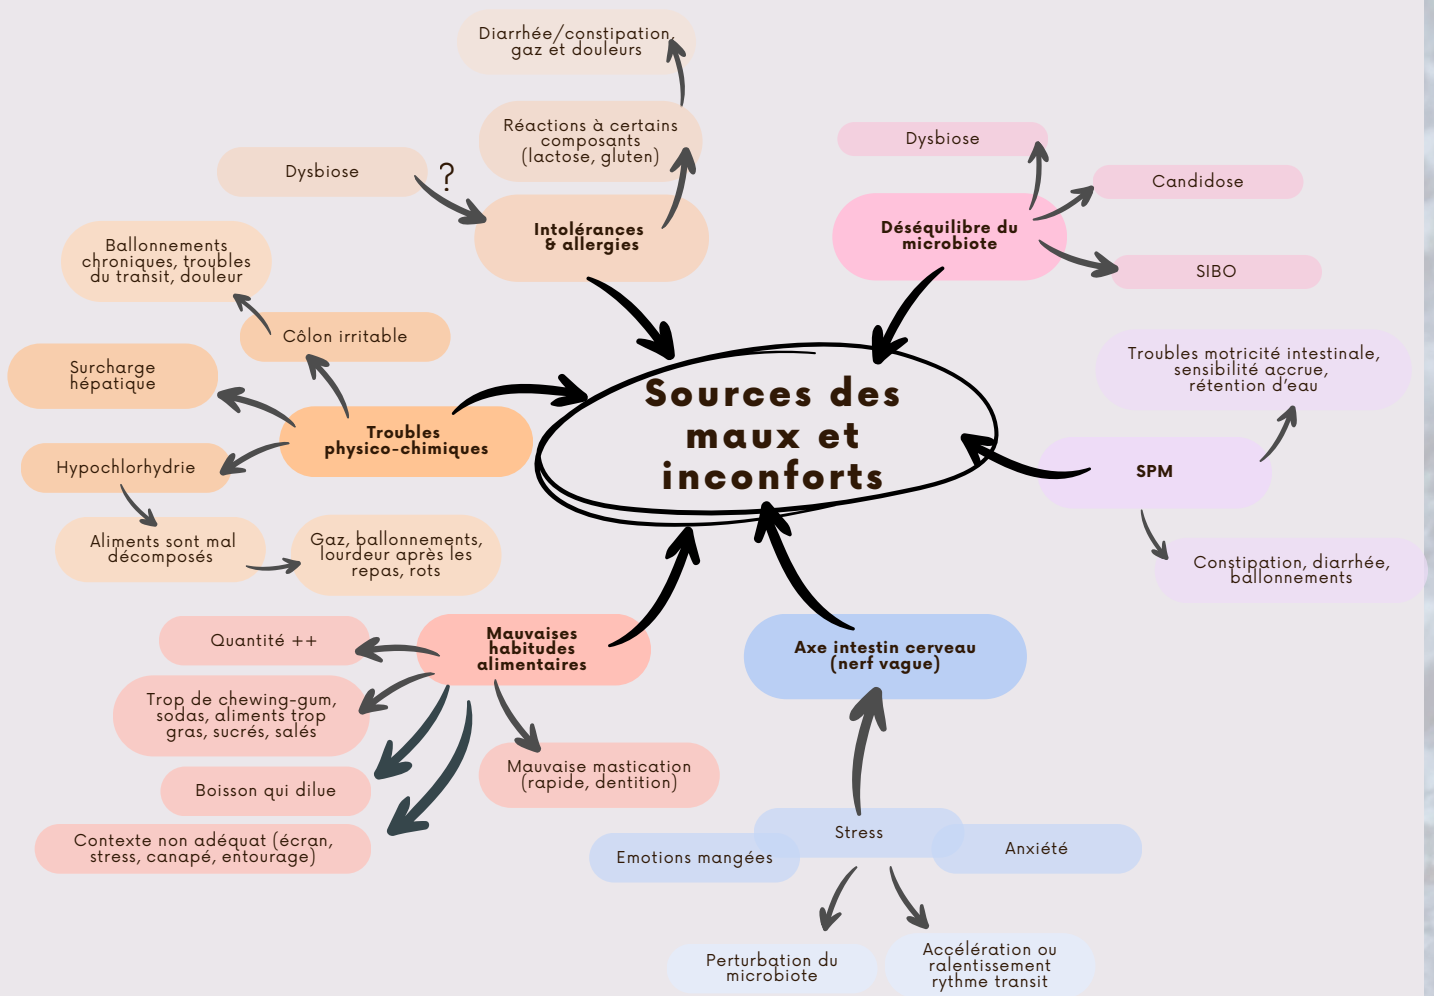 Diarrhée/constipation,
gaz et douleurs
Réactions à certains
composants
(lactose, gluten)
Dysbiose
?
Intolérances
& allergies
Dysbiose
Candidose
Déséquilibre du
microbiote
SIBO
Ballonnements
chroniques, troubles
du transit, douleur
Côlon irritable
Surcharge
hépatique
Troubles
physico-chimiques
Hypochlorhydrie
Aliments sont mal
décomposés
Gaz, ballonnements,
lourdeur après les
repas, rots
Sources des
maux et
inconforts
Troubles motricité intestinale,
sensibilité accrue,
rétention d'eau
SPM
Constipation, diarrhée,
ballonnements
Mauvaises
habitudes
alimentaires
Quantité ++
Trop de chewing-gum,
sodas, aliments trop
gras, sucrés, salés
Boisson qui dilue
Contexte non adéquat (écran,
stress, canapé, entourage)
Mauvaise mastication
(rapide, dentition)
Axe intestin cerveau
(nerf vague)
Stress
Emotions mangées
Anxiété
Perturbation du
microbiote
Accélération ou
ralentissement
rythme transit